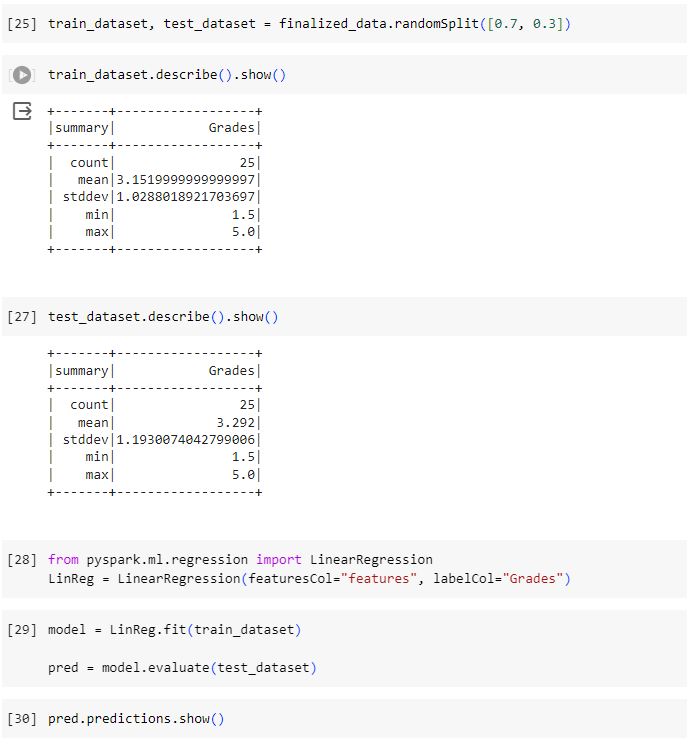 [25] train_dataset, test_dataset = finalized_data.randomSplit([0.7, 0.3])
train_dataset.describe().show()
+-------+------------------+
|summary|            Grades|
+-------+------------------+
|  count|                25|
|   mean|3.1519999999999997|
| stddev|1.0288018921703697|
|    min|               1.5|
|    max|               5.0|
+-------+------------------+
[27] test_dataset.describe().show()
+-------+------------------+
|summary|            Grades|
+-------+------------------+
|  count|                25|
|   mean|             3.292|
| stddev|1.1930074042799006|
|    min|               1.5|
|    max|               5.0|
+-------+------------------+
[28] from pyspark.ml.regression import LinearRegression
LinReg = LinearRegression(featuresCol="features", labelCol="Grades")
[29] model = LinReg.fit(train_dataset)
pred = model.evaluate(test_dataset)
[30] pred.predictions.show()